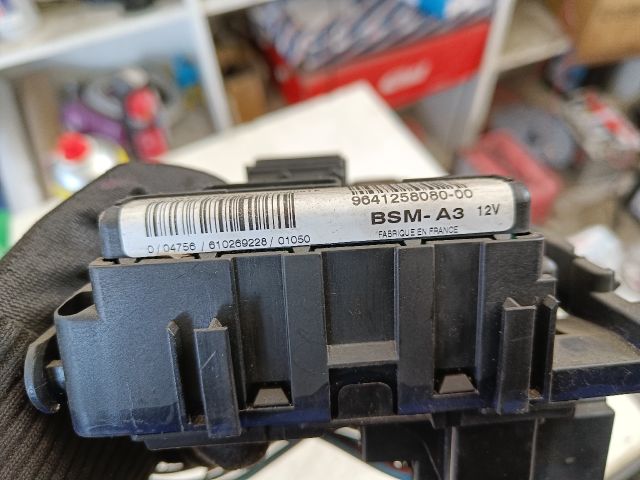 9641258080-00
BSM-A3 12V
FABRIQUE EN FRANCE
0 / 04756 / 610269228 / 01050